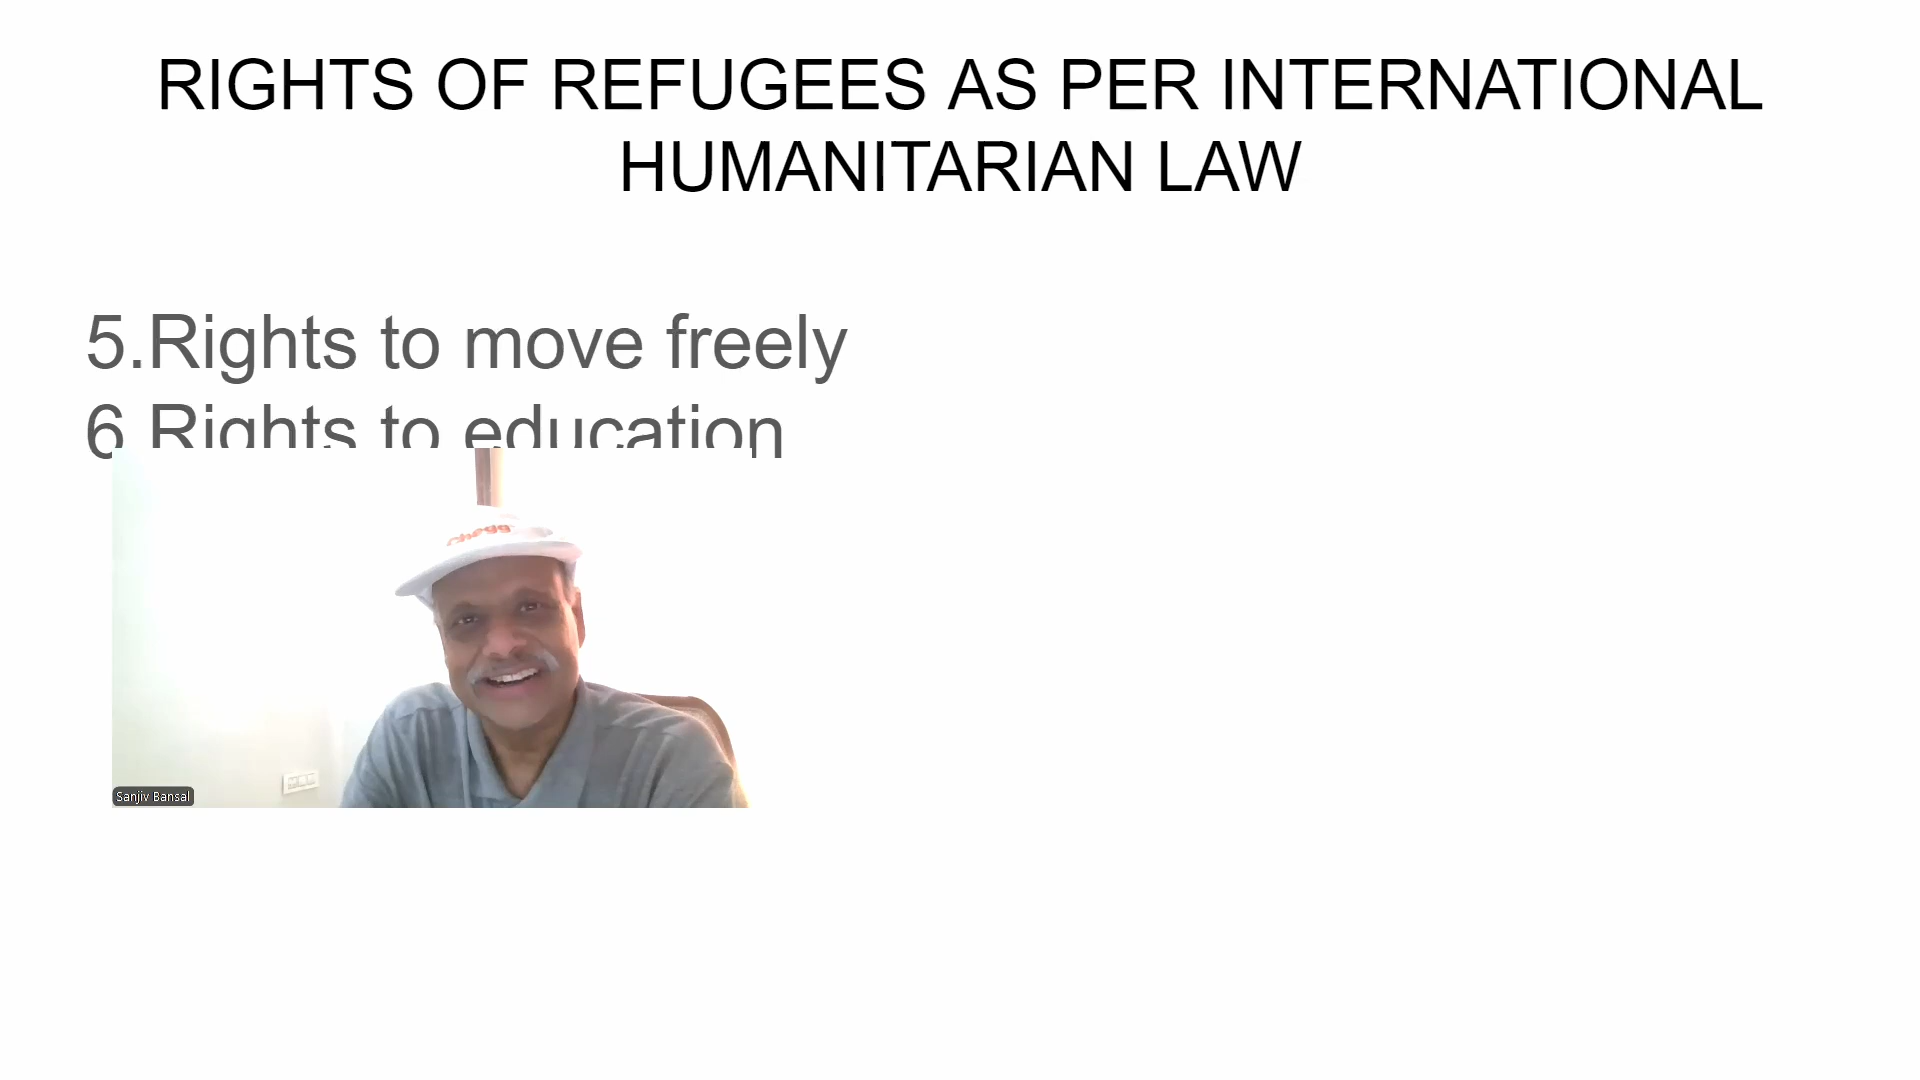 RIGHTS OF REFUGEES AS PER INTERNATIONAL
HUMANITARIAN LAW
5.Rights to move freely
6.Rights to education
Chegg
Sanjiv Bansal